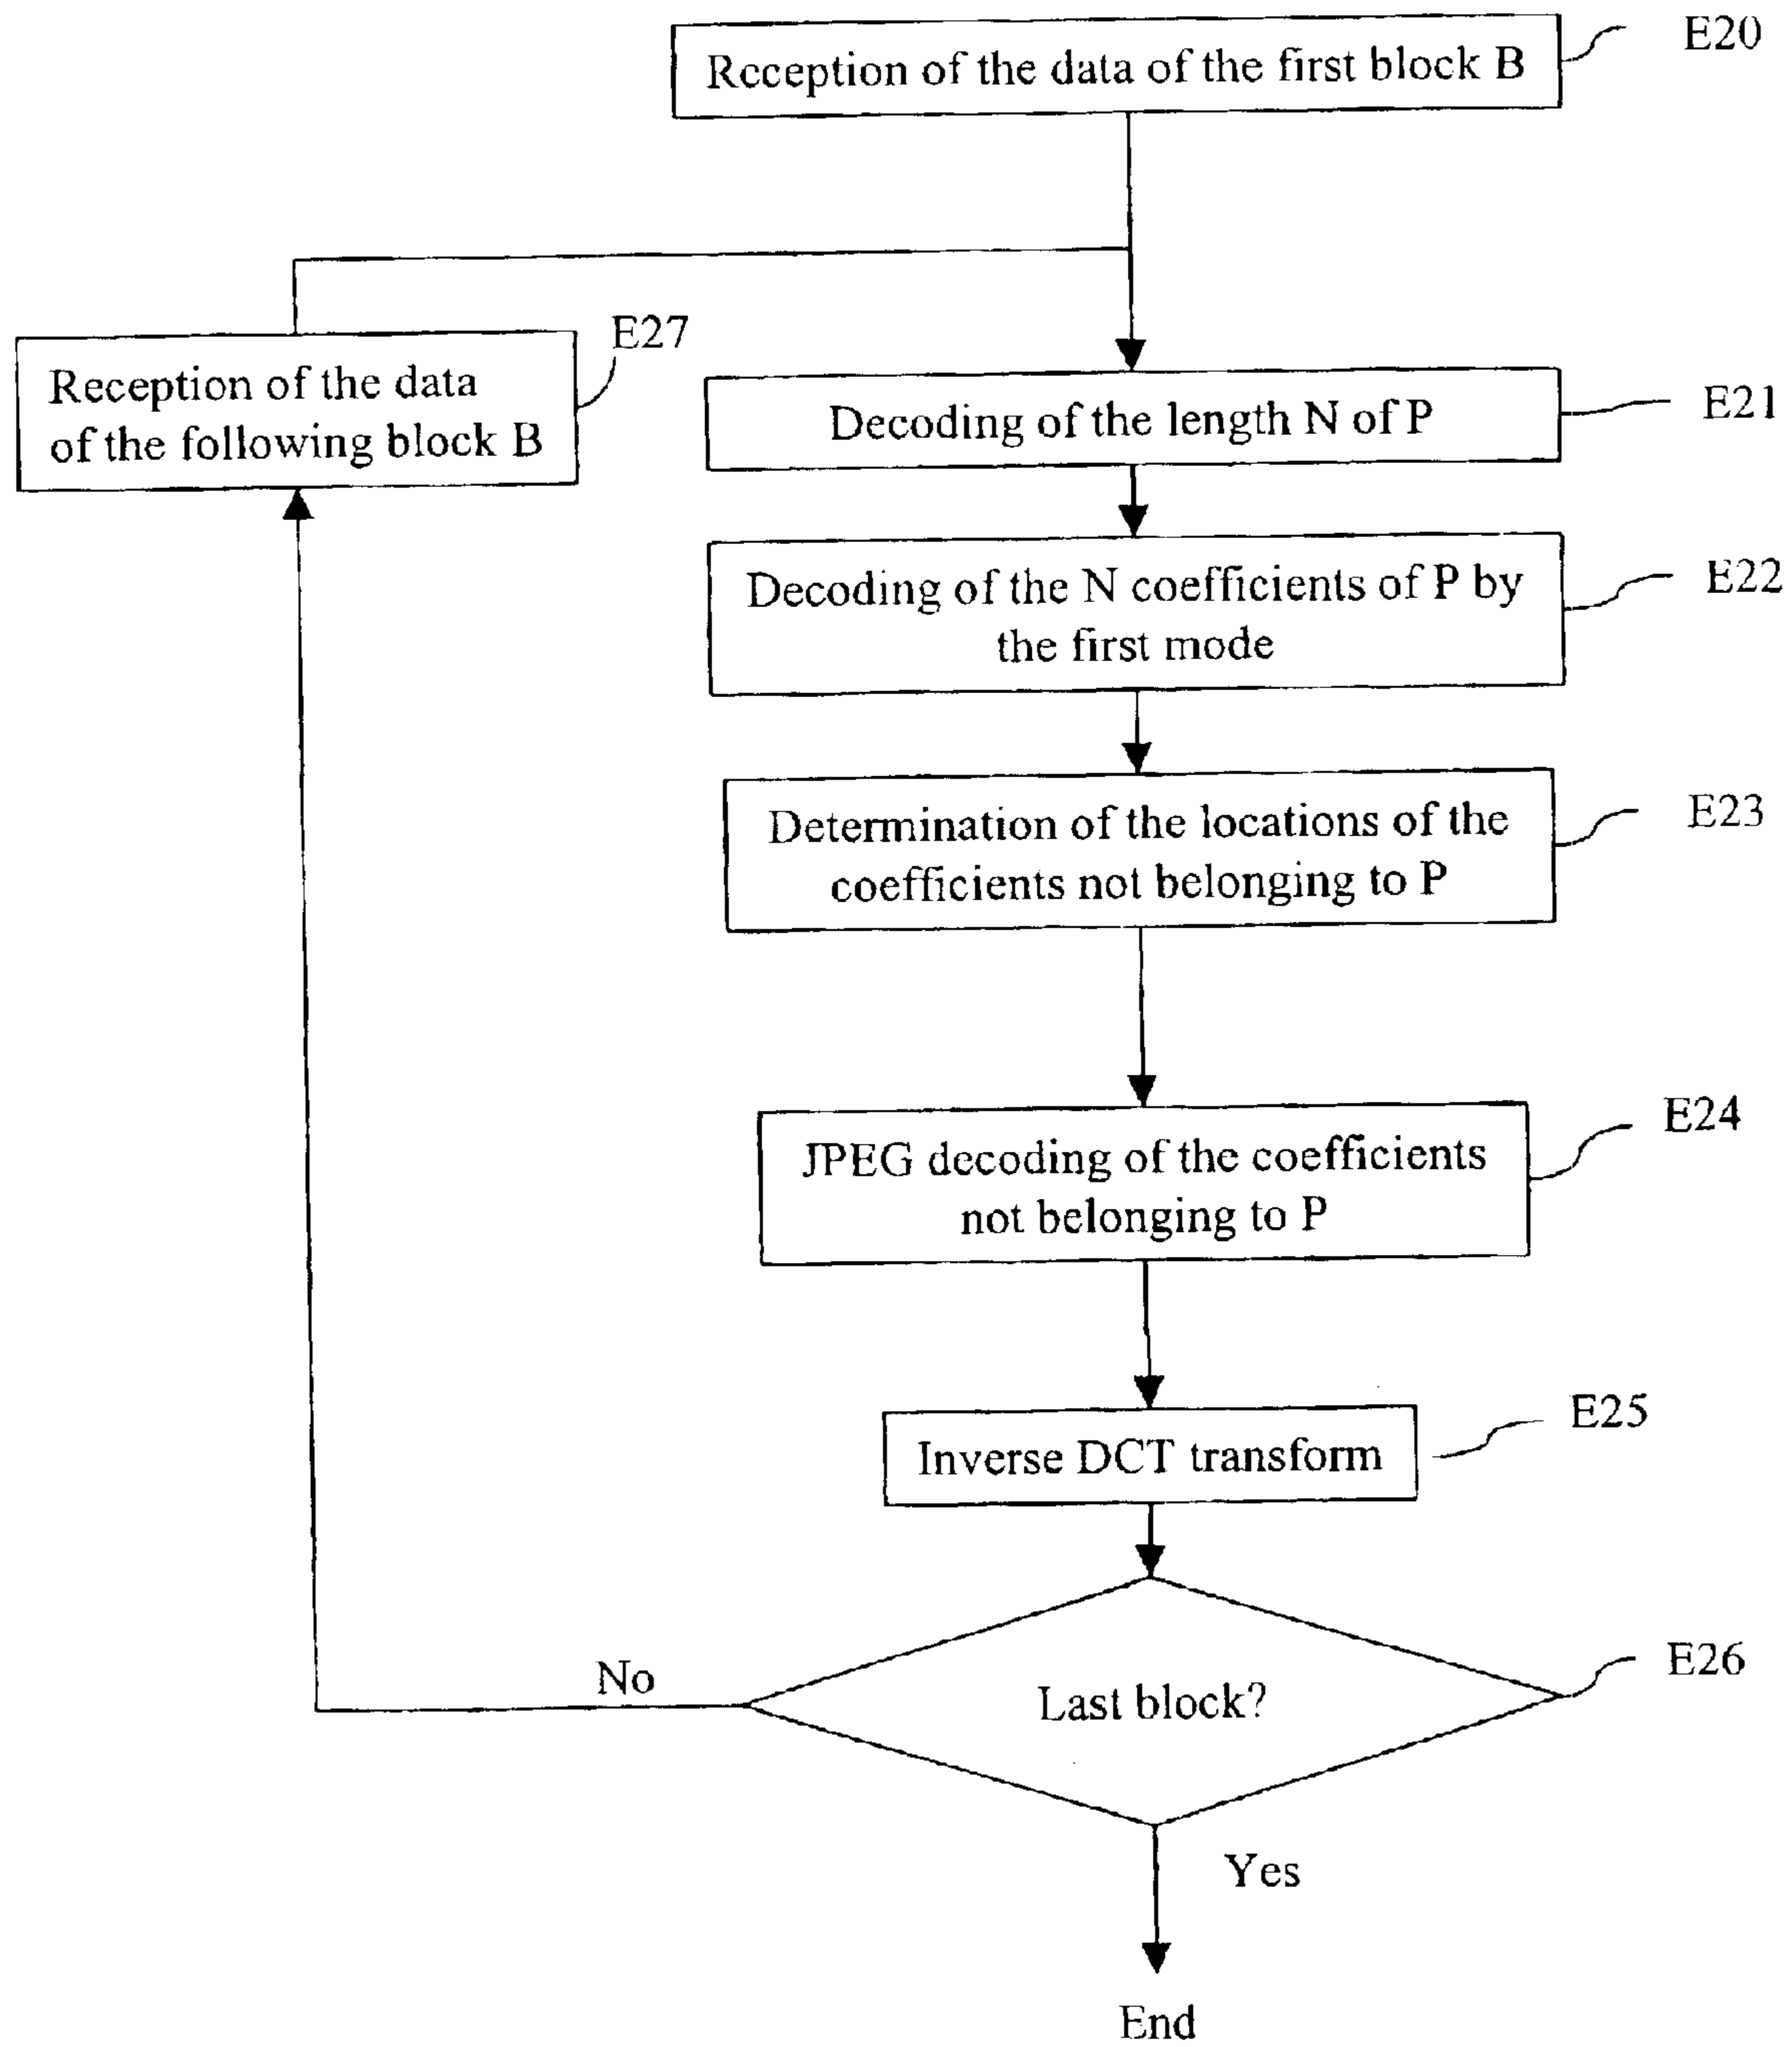 Reception of the data of the first block B
E20
Reception of the data
of the following block B
E27
Decoding of the length N of P
E21
Decoding of the N coefficients of P by
the first mode
E22
Determination of the locations of the
coefficients not belonging to P
E23
JPEG decoding of the coefficients
not belonging to P
E24
Inverse DCT transform
E25
No
Last block?
E26
Yes
End